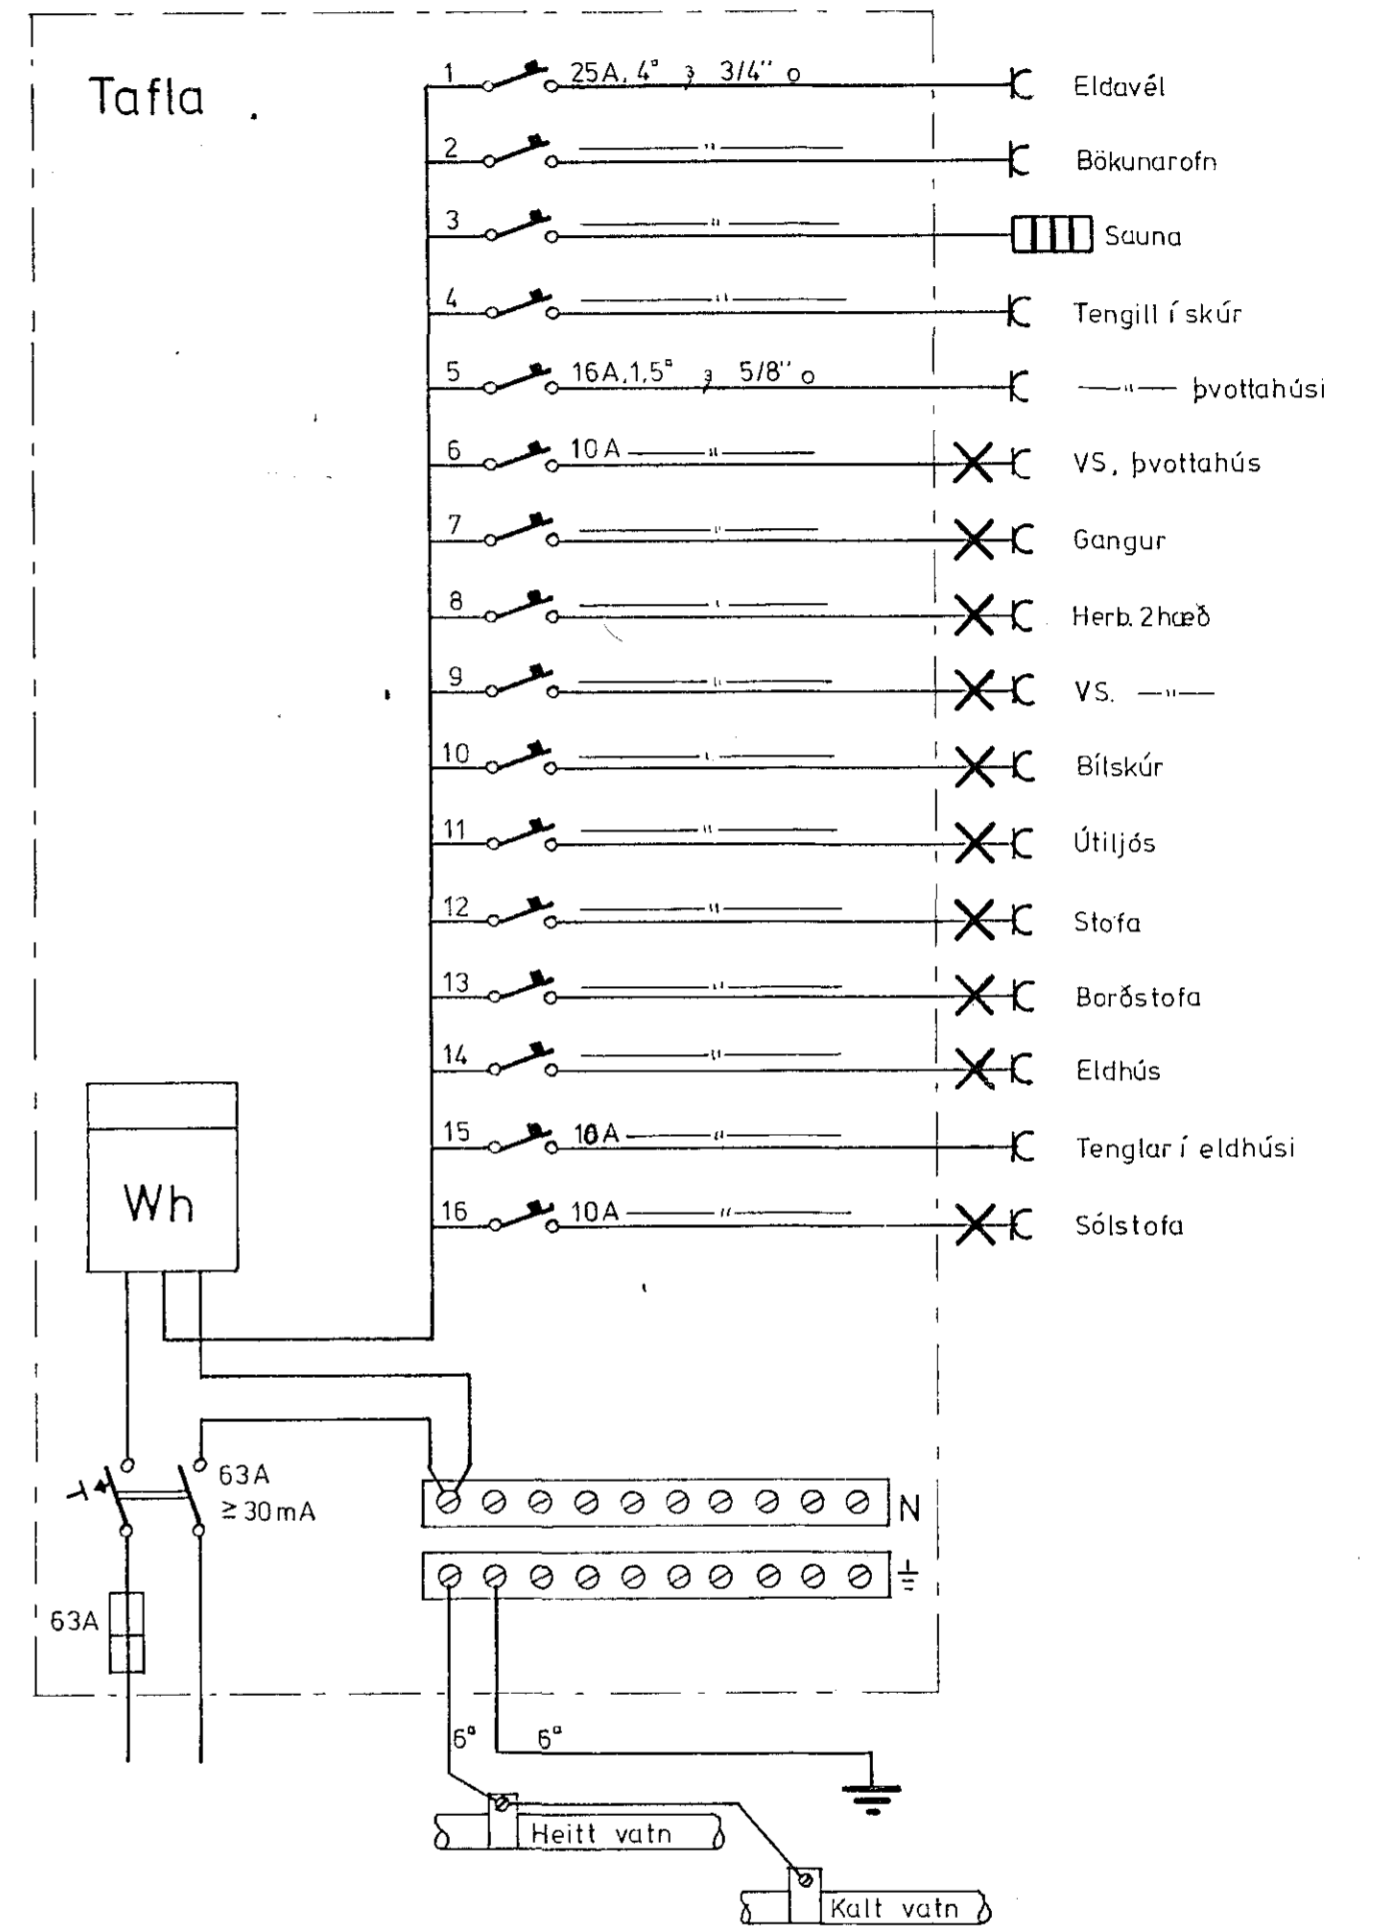 Tafla
1 25A, 4▫ 3 3/4" o Eldavél
2 —"— Bökunarofn
3 —"— Sauna
4 —"— Tengill í skúr
5 16A, 1,5▫ 3 5/8" o —"— þvottahúsi
6 10A —"— VS, þvottahús
7 —"— Gangur
8 —"— Herb. 2hæð
9 —"— VS. —"—
10 —"— Bílskúr
11 —"— Útiljós
12 —"— Stofa
13 —"— Borðstofa
14 —"— Eldhús
15 —"— Tenglar í eldhúsi
16 10A —"— Sólstofa
Wh
63A
≥30mA
N
63A
6▫ 6▫
Heitt vatn
Kalt vatn